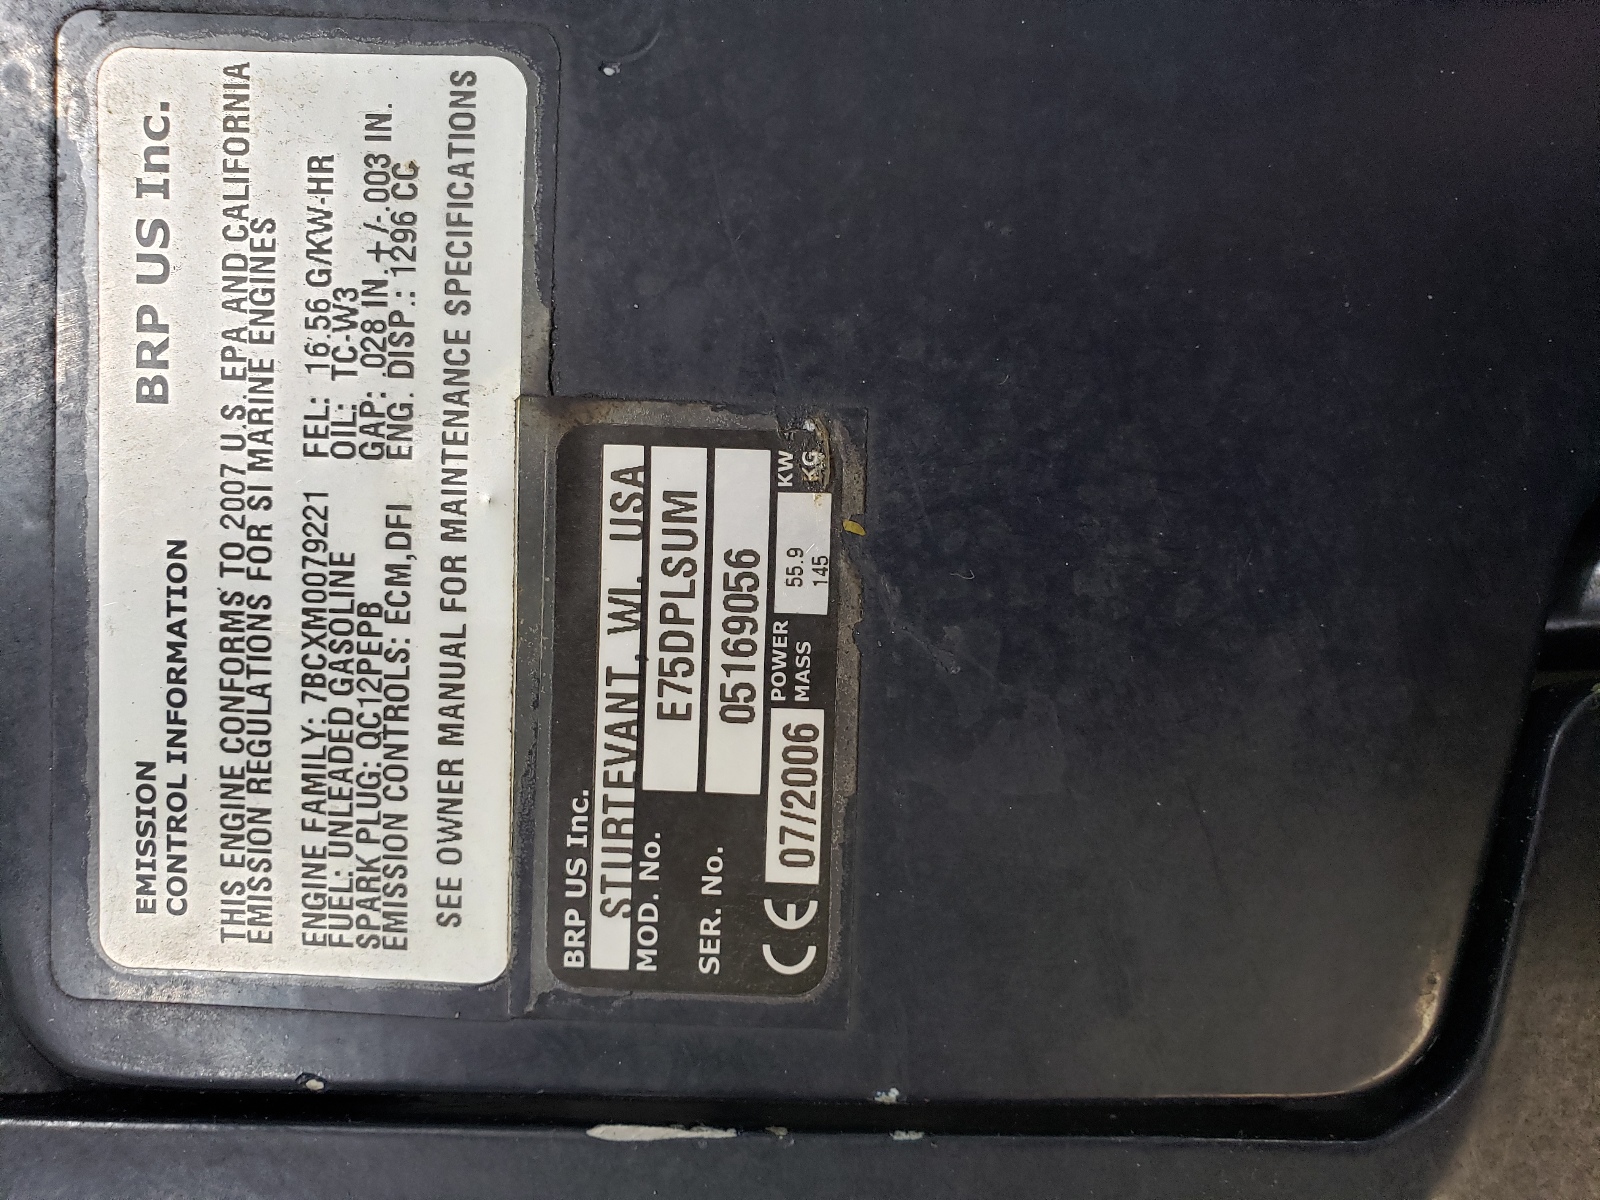 EMISSION
CONTROL INFORMATION
BRP US Inc.
THIS ENGINE CONFORMS TO 2007 U.S. EPA AND CALIFORNIA
EMISSION REGULATIONS FOR SI MARINE ENGINES
ENGINE FAMILY: 7BCXM0079221 FEL: 16.56 G/KW-HR
FUEL: UNLEADED GASOLINE OIL: TC-W3
SPARK PLUG: QC12PEPB GAP: .028 IN. +/-.003 IN.
EMISSION CONTROLS: ECM,DFI ENG. DISP.: 1296 CC
SEE OWNER MANUAL FOR MAINTENANCE SPECIFICATIONS
BRP US Inc.
STURTEVANT, WI. USA
MOD. No. E75DPLSUM
SER. No. 05169056
CE 07/2006
POWER 55.9 KW
MASS 145 KG